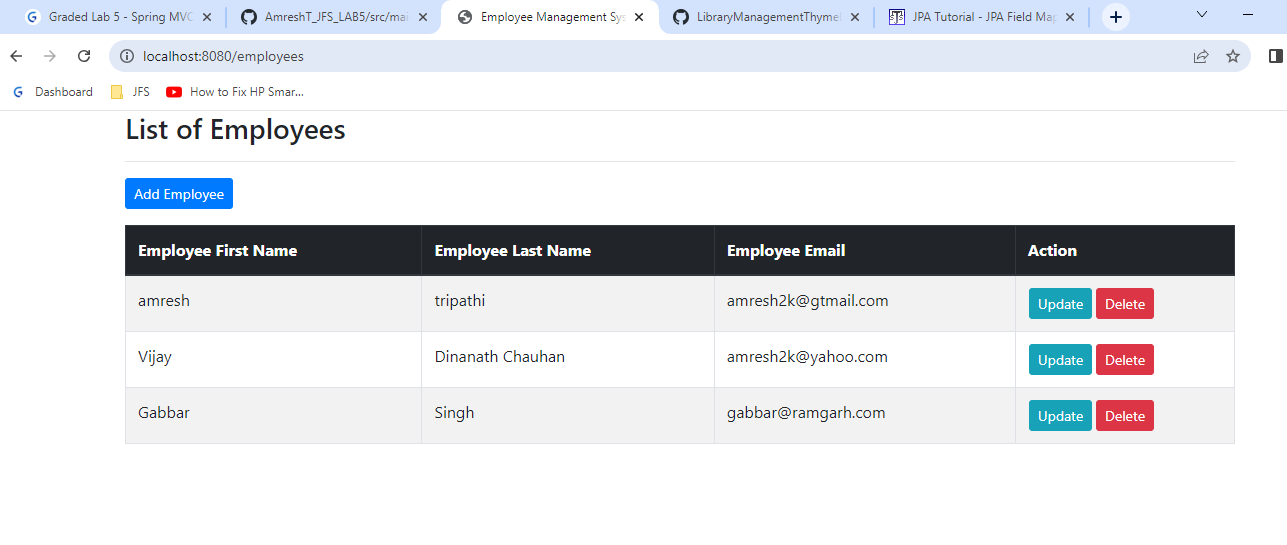 Graded Lab 5 - Spring MVC
AmreshT_JFS_LAB5/src/mai
Employee Management Sys
LibraryManagementThymel
JPA Tutorial - JPA Field Map
localhost:8080/employees
Dashboard
JFS
How to Fix HP Smar...
List of Employees
Add Employee
Employee First Name Employee Last Name Employee Email Action
amresh tripathi amresh2k@gtmail.com Update Delete
Vijay Dinanath Chauhan amresh2k@yahoo.com Update Delete
Gabbar Singh gabbar@ramgarh.com Update Delete